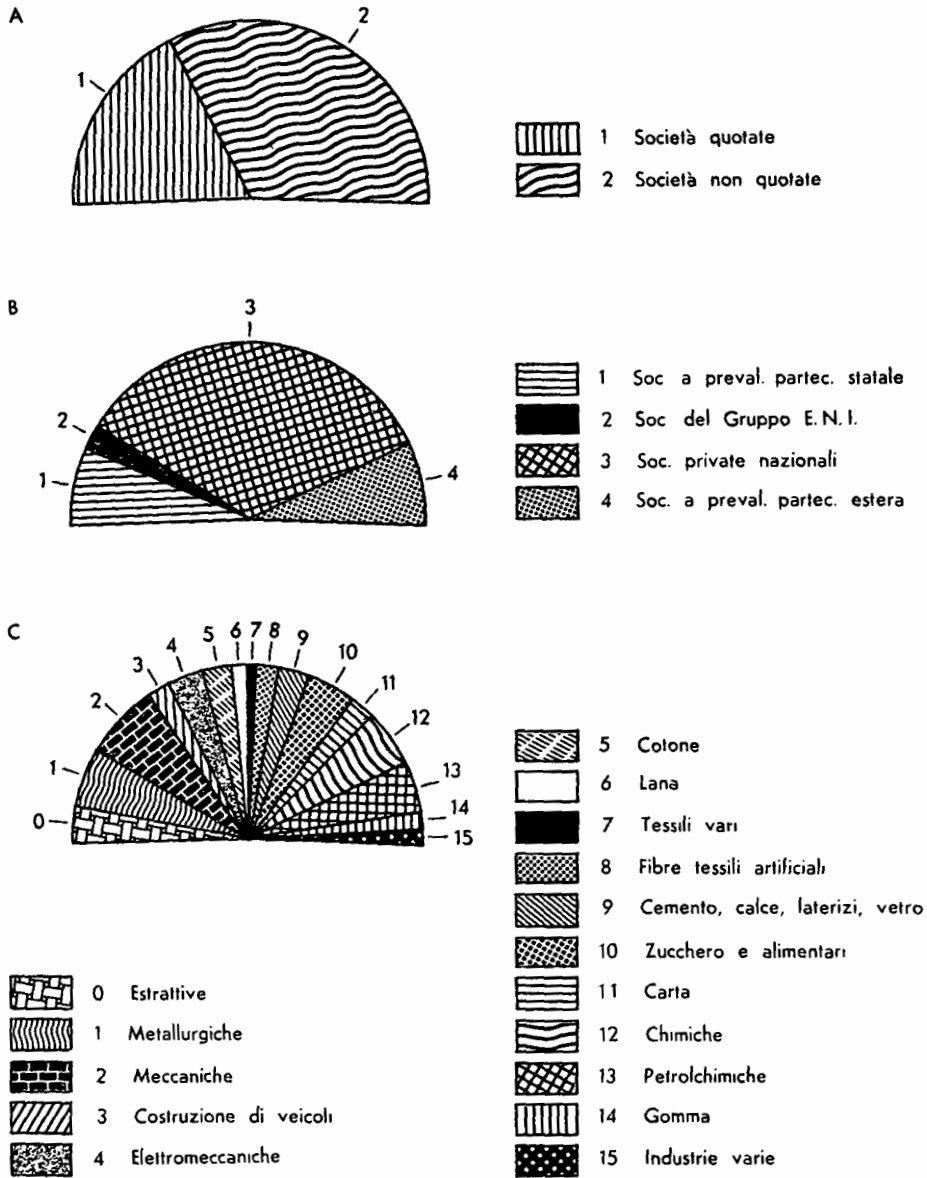 A
1
2
1 Società quotate
2 Società non quotate
B
1
2
3
4
1 Soc a preval. partec. statale
2 Soc del Gruppo E.N.I.
3 Soc. private nazionali
4 Soc. a preval. partec. estera
C
0
1
2
3
4
5
6
7
8
9
10
11
12
13
14
15
0 Estrattive
1 Metallurgiche
2 Meccaniche
3 Costruzione di veicoli
4 Elettromeccaniche
5 Cotone
6 Lana
7 Tessili vari
8 Fibre tessili artificiali
9 Cemento, calce, laterizi, vetro
10 Zucchero e alimentari
11 Carta
12 Chimiche
13 Petrolchimiche
14 Gomma
15 Industrie varie